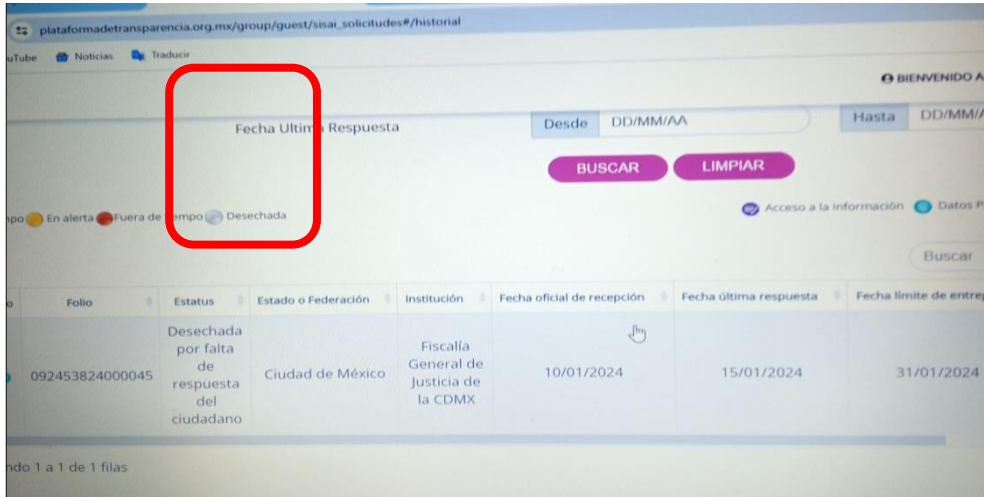 plataformadetransparencia.org.mx/group/guest/sisai_solicitudes#/historial
uTube Noticias Traducir
BIENVENIDO A
Fecha Ultima Respuesta Desde DD/MM/AA Hasta DD/MM/A
BUSCAR LIMPIAR
mpo En alerta Fuera de tiempo Desechada
Acceso a la información Datos P
Buscar
o Folio Estatus Estado o Federación Institución Fecha oficial de recepción Fecha última respuesta Fecha límite de entre
092453824000045
Desechada
por falta
de
respuesta
del
ciudadano
Ciudad de México
Fiscalía
General de
Justicia de
la CDMX
10/01/2024
15/01/2024
31/01/2024
ndo 1 a 1 de 1 filas